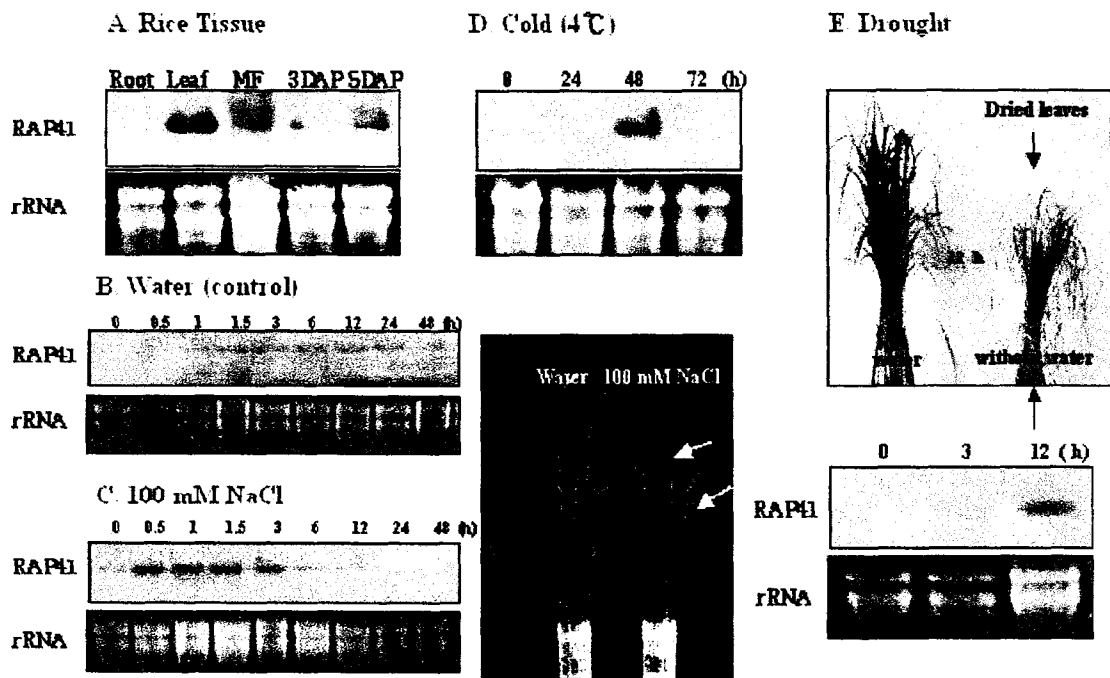 A. Rice Tissue
Root Leaf MF 3DAP 5DAP
RAP41
rRNA
B. Water (control)
0 0.5 1 1.5 3 6 12 24 48 (h)
RAP41
rRNA
C. 100 mM NaCl
0 0.5 1 1.5 3 6 12 24 48 (h)
RAP41
rRNA
D. Cold (4℃)
0 24 48 72 (h)
Water 100 mM NaCl
E. Drought
Dried leaves
without water
0 3 12 (h)
RAP41
rRNA